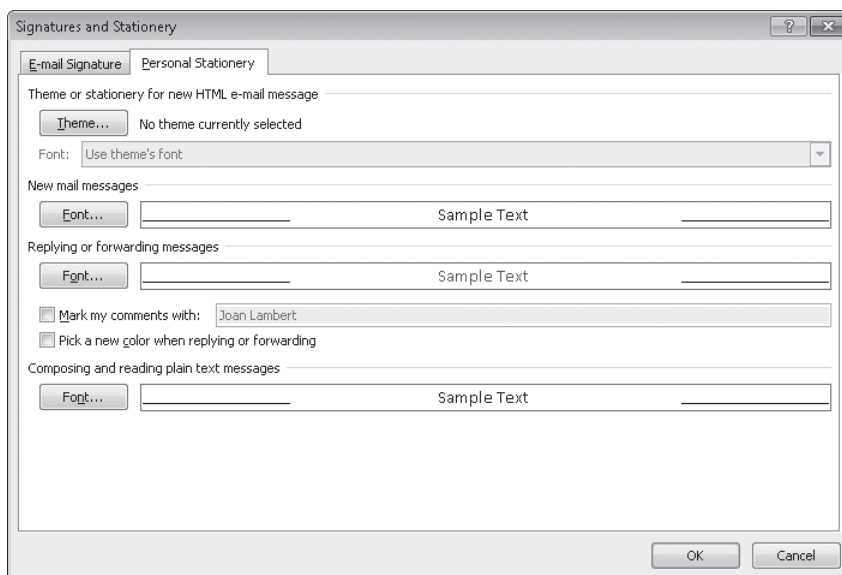 Signatures and Stationery
E-mail Signature Personal Stationery
Theme or stationery for new HTML e-mail message
Theme... No theme currently selected
Font: Use theme's font
New mail messages
Font... Sample Text
Replying or forwarding messages
Font... Sample Text
Mark my comments with: Joan Lambert
Pick a new color when replying or forwarding
Composing and reading plain text messages
Font... Sample Text
OK Cancel